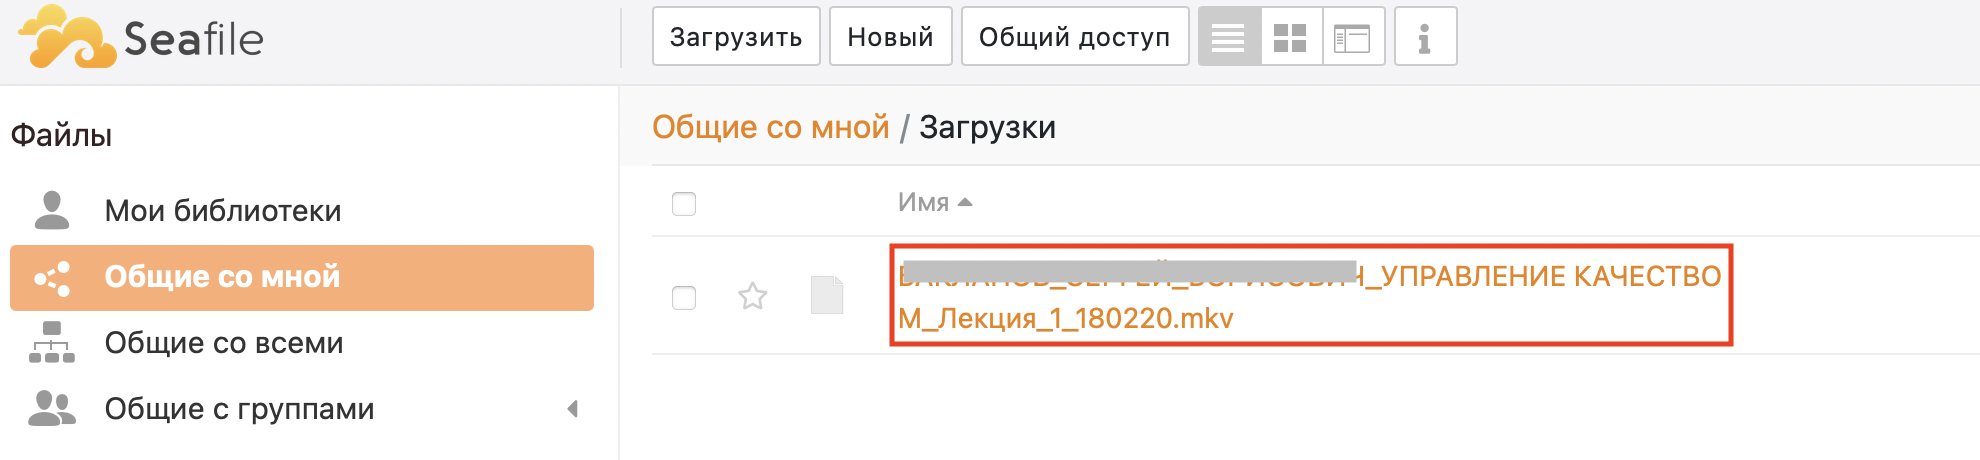 Seafile
Загрузить
Новый
Общий доступ
Файлы
Мои библиотеки
Общие со мной
Общие со всеми
Общие с группами
Общие со мной / Загрузки
Имя
_УПРАВЛЕНИЕ КАЧЕСТВО
М_Лекция_1_180220.mkv